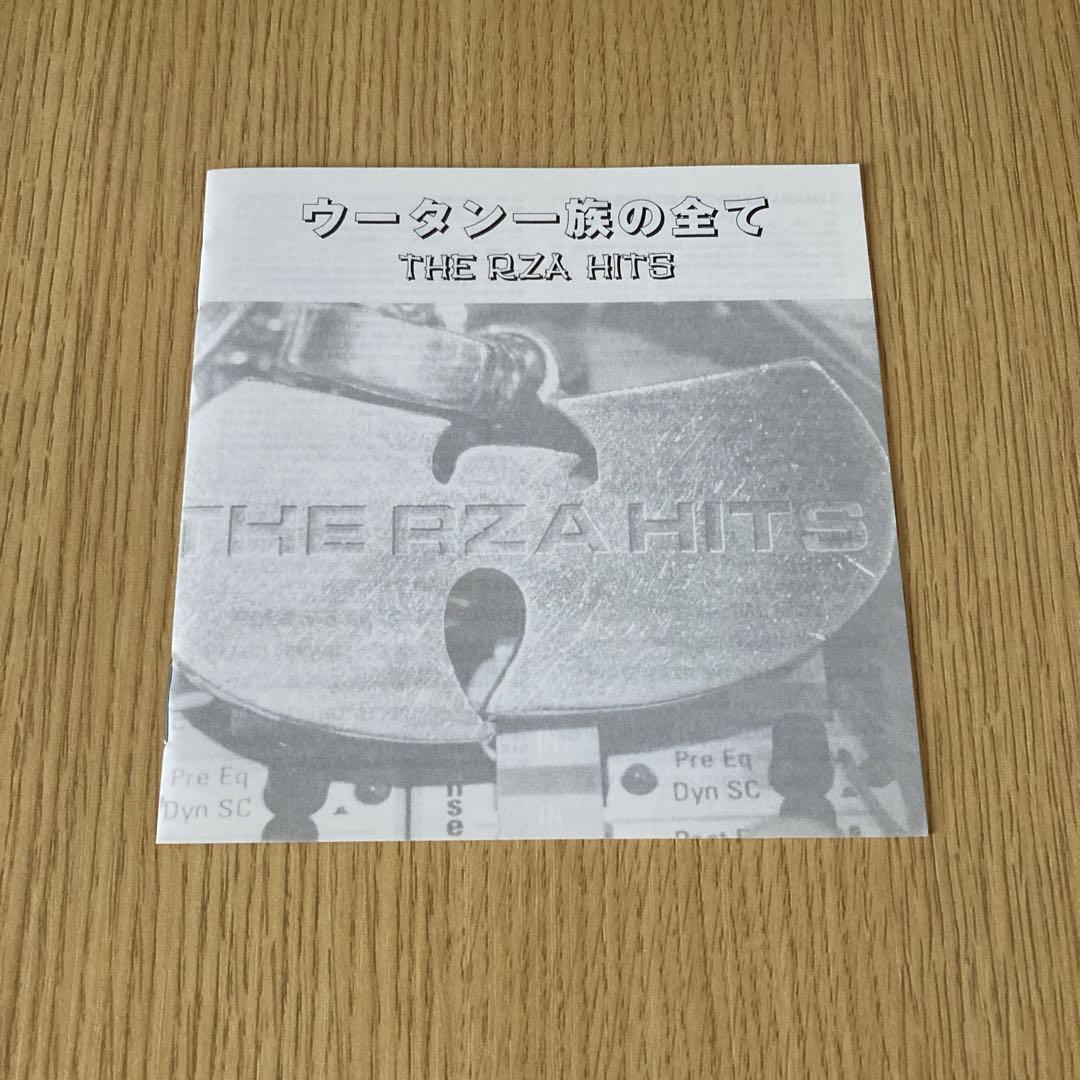 ウータン一族の全て
THE RZA HITS
THE RZA HITS
Pre Eq
Dyn SC
nse
Pre Eq
Dyn SC